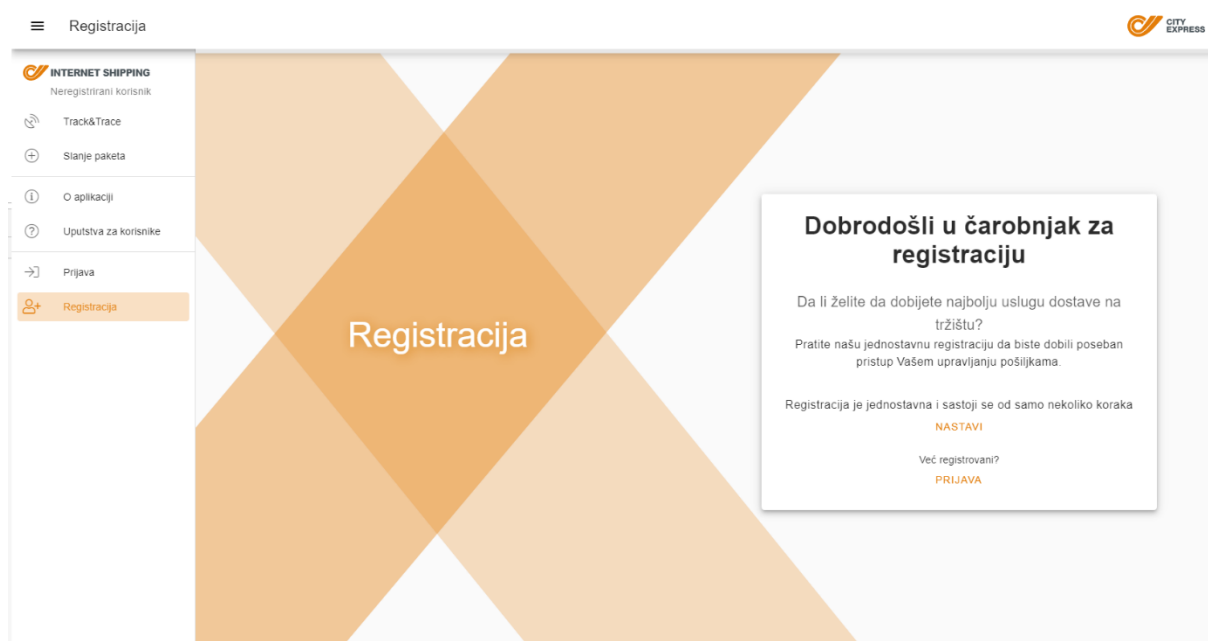 Registracija
CITY
EXPRESS
INTERNET SHIPPING
Neregistrirani korisnik
Track&Trace
Slanje paketa
O aplikaciji
Uputstva za korisnike
Prijava
Registracija
Registracija
Dobrodošli u čarobnjak za
registraciju
Da li želite da dobijete najbolju uslugu dostave na
tržištu?
Pratite našu jednostavnu registraciju da biste dobili poseban
pristup Vašem upravljanju pošiljkama.
Registracija je jednostavna i sastoji se od samo nekoliko koraka
NASTAVI
Već registrovani?
PRIJAVA